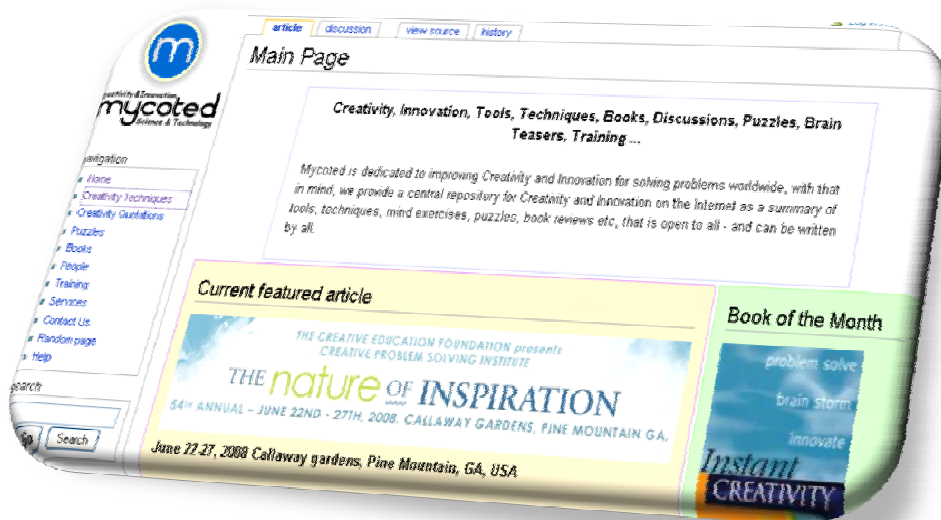 article discussion view source history
Main Page
Creativity & Innovation
mycoted
Science & Technology
Creativity, Innovation, Tools, Techniques, Books, Discussions, Puzzles, Brain
Teasers, Training ...
Mycoted is dedicated to improving Creativity and Innovation for solving problems worldwide, with that
in mind, we provide a central repository for Creativity and Innovation on the Internet as a summary of
tools, techniques, mind exercises, puzzles, book reviews etc, that is open to all - and can be written
by all.
navigation
Home
Creativity Techniques
Creativity Quotations
Puzzles
Books
People
Training
Services
Contact Us
Random page
Help
search
Go Search
Current featured article
THE CREATIVE EDUCATION FOUNDATION presents
CREATIVE PROBLEM SOLVING INSTITUTE
THE nature OF INSPIRATION
54TH ANNUAL – JUNE 22ND - 27TH, 2008. CALLAWAY GARDENS, PINE MOUNTAIN GA.
June 22-27, 2008 Callaway gardens, Pine Mountain, GA, USA
Book of the Month
problem solve
brain storm
innovate
Instant
CREATIVITY